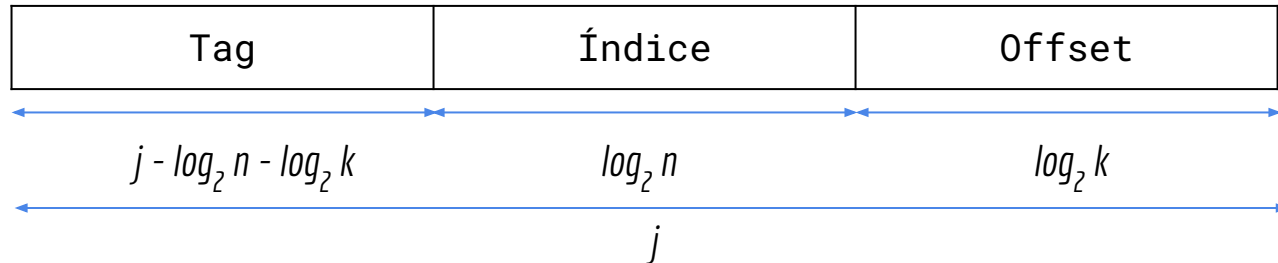 Tag Índice Offset
j - log₂ n - log₂ k log₂ n log₂ k
j